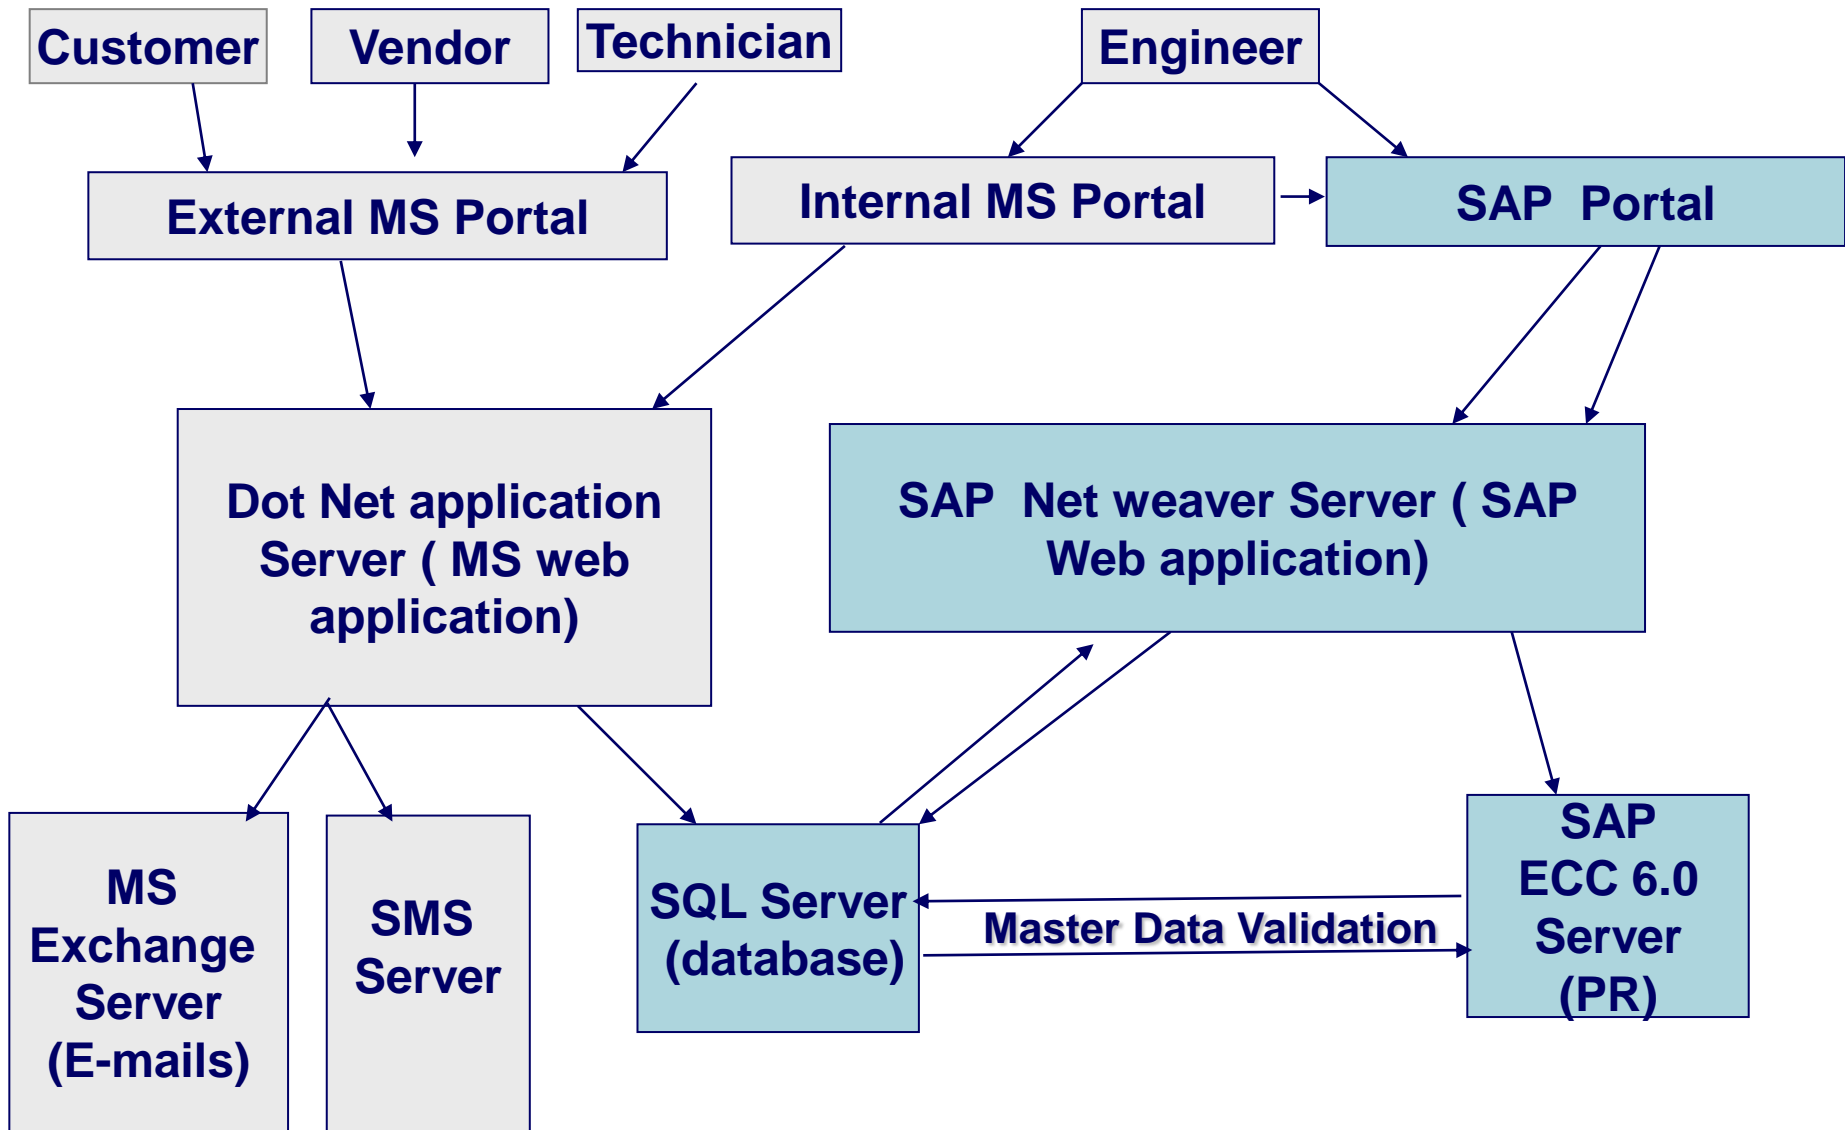 Customer
Vendor
Technician
Engineer
External MS Portal
Internal MS Portal
SAP Portal
Dot Net application
Server ( MS web
application)
SAP Net weaver Server ( SAP
Web application)
MS
Exchange
Server
(E-mails)
SMS
Server
SQL Server
(database)
Master Data Validation
SAP
ECC 6.0
Server
(PR)